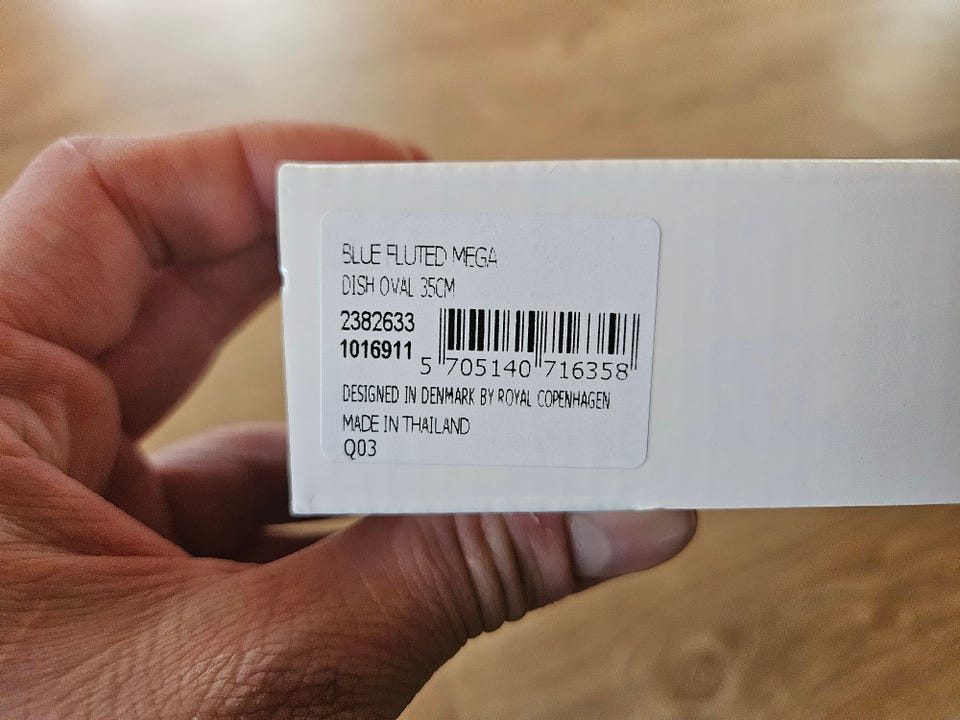 BLUE FLUTED MEGA
DISH OVAL 35CM
2382633
1016911
5 705140 716358
DESIGNED IN DENMARK BY ROYAL COPENHAGEN
MADE IN THAILAND
Q03